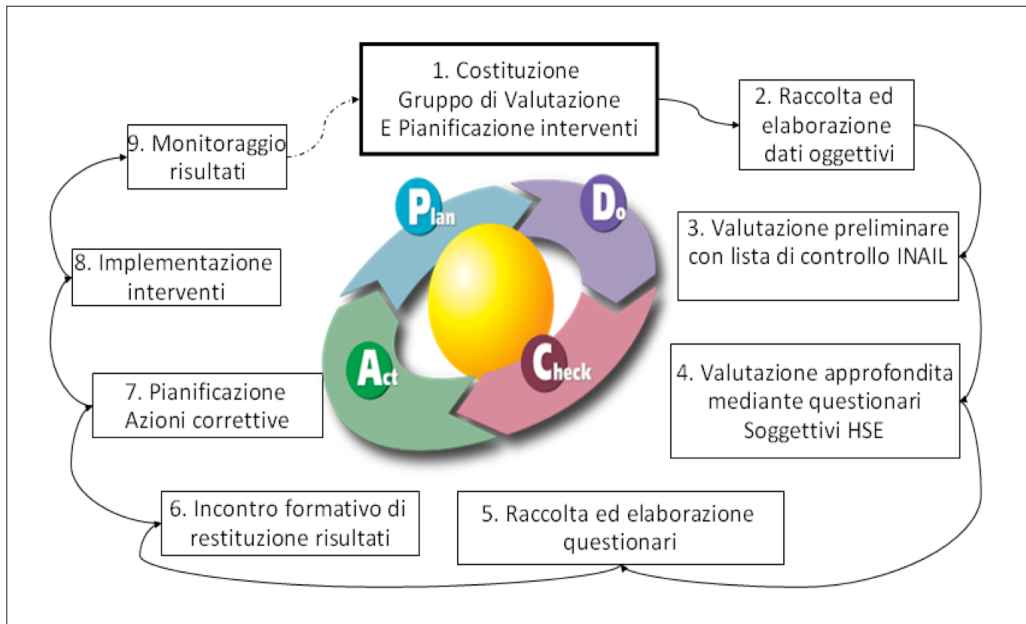 1. Costituzione
Gruppo di Valutazione
E Pianificazione interventi
2. Raccolta ed
elaborazione
dati oggettivi
3. Valutazione preliminare
con lista di controllo INAIL
4. Valutazione approfondita
mediante questionari
Soggettivi HSE
5. Raccolta ed elaborazione
questionari
6. Incontro formativo di
restituzione risultati
7. Pianificazione
Azioni correttive
8. Implementazione
interventi
9. Monitoraggio
risultati
Plan
Do
Check
Act